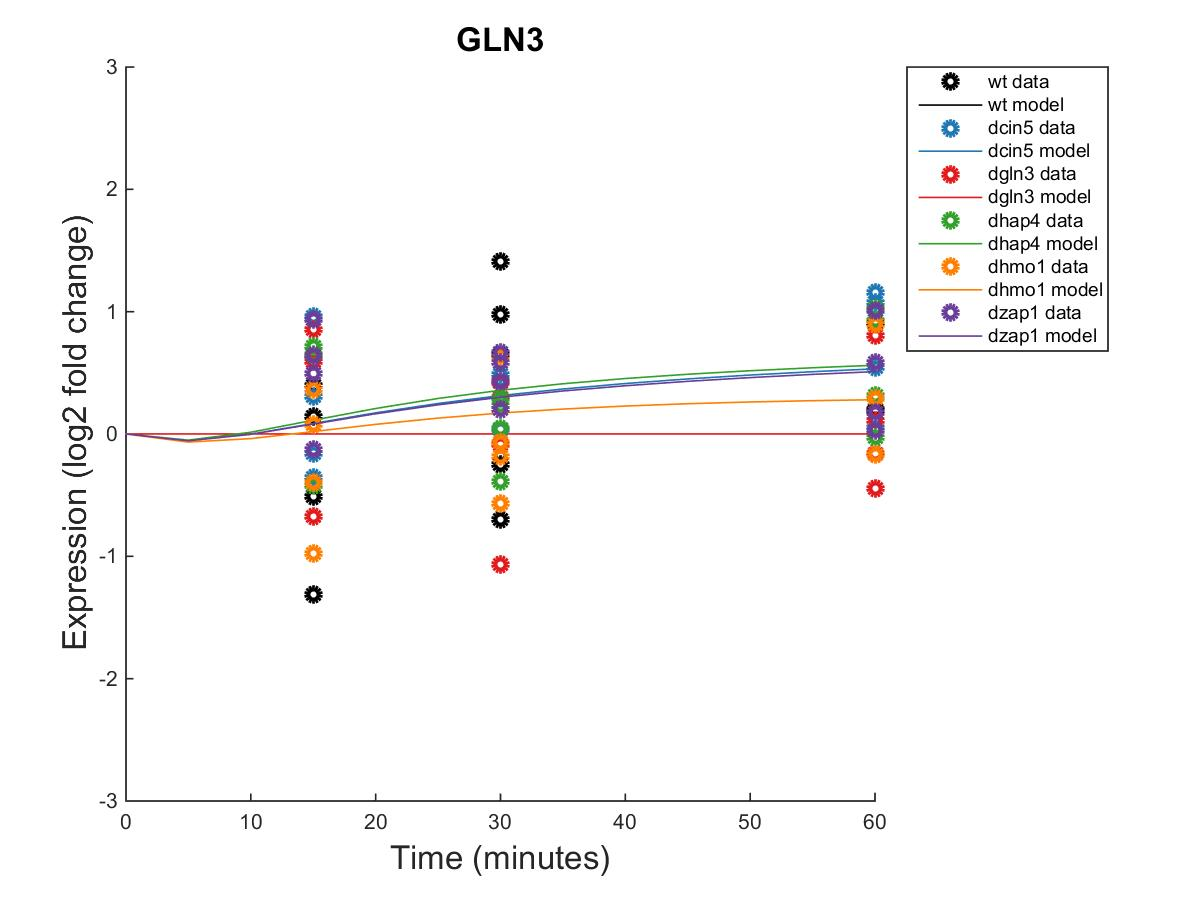 GLN3
3
2
1
0
-1
-2
-3
Expression (log2 fold change)
0 10 20 30 40 50 60
Time (minutes)
wt data
wt model
dcin5 data
dcin5 model
dgln3 data
dgln3 model
dhap4 data
dhap4 model
dhmo1 data
dhmo1 model
dzap1 data
dzap1 model